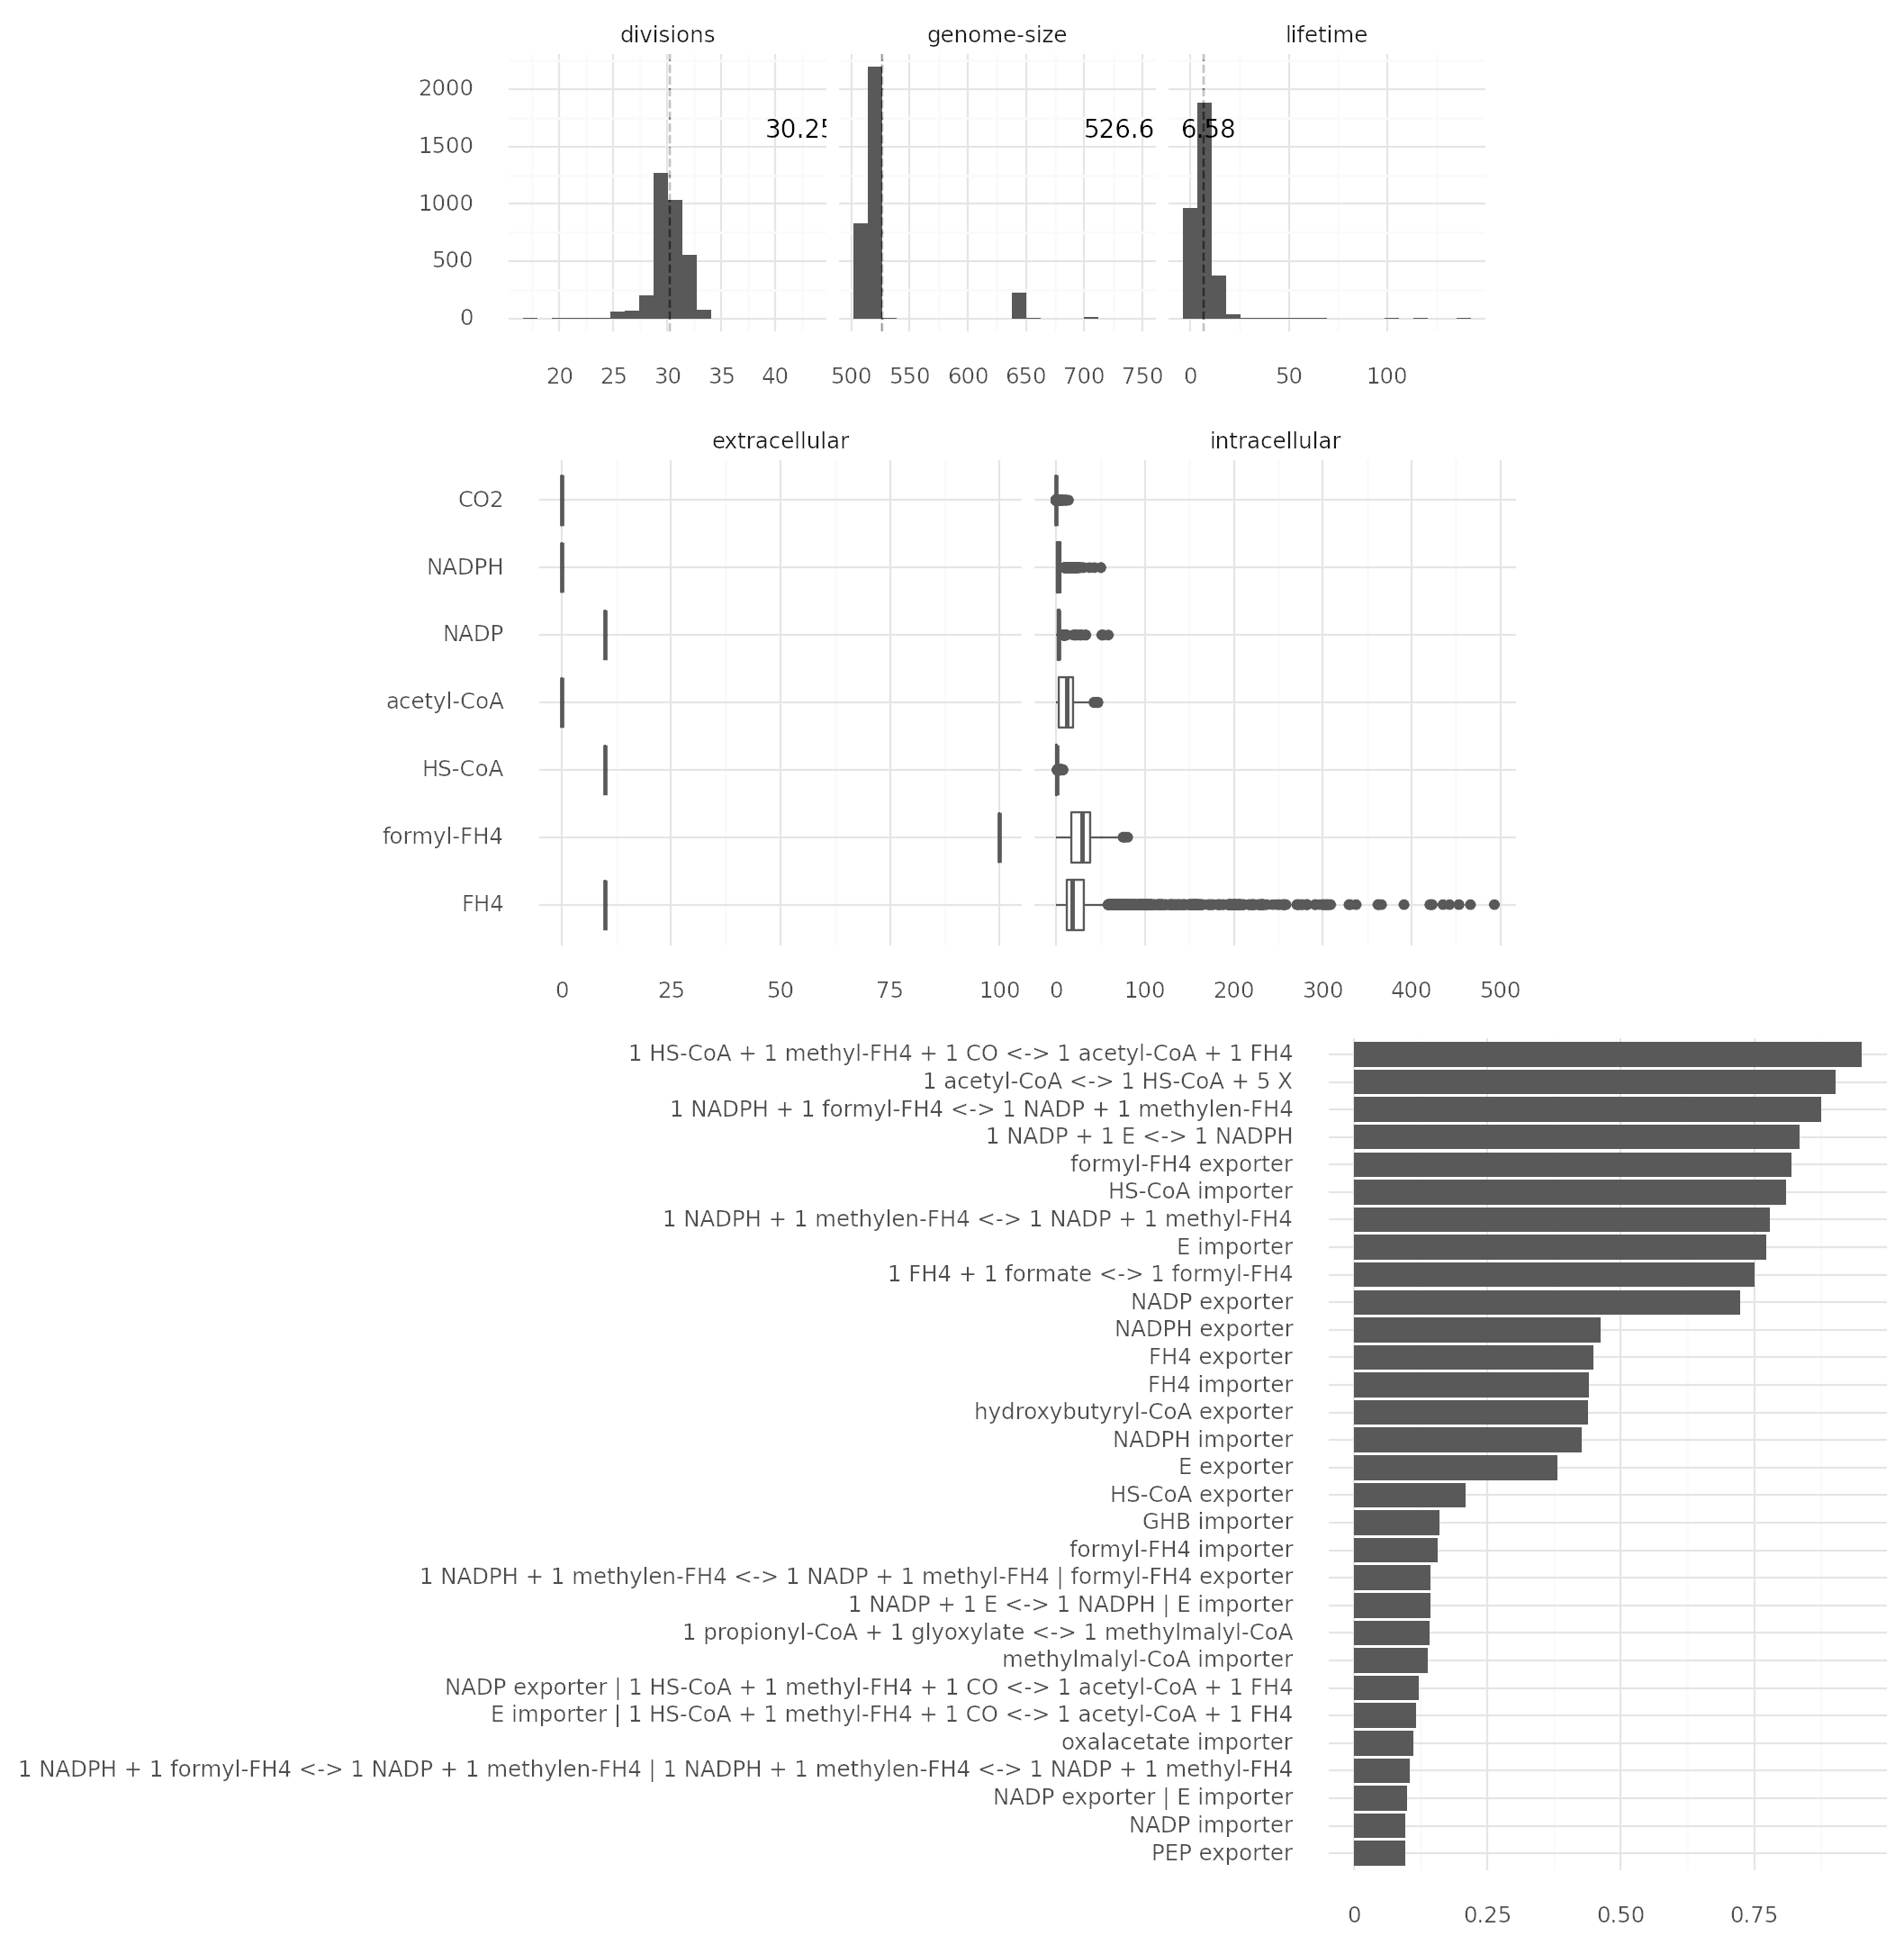 divisions genome-size lifetime
2000
30.25 526.6 6.58
1500
1000
500
0
20 25 30 35 40 500 550 600 650 700 750 0 50 100
extracellular intracellular
CO2
NADPH
NADP
acetyl-CoA
HS-CoA
formyl-FH4
FH4
0 25 50 75 100 0 100 200 300 400 500
1 HS-CoA + 1 methyl-FH4 + 1 CO <-> 1 acetyl-CoA + 1 FH4
1 acetyl-CoA <-> 1 HS-CoA + 5 X
1 NADPH + 1 formyl-FH4 <-> 1 NADP + 1 methylen-FH4
1 NADP + 1 E <-> 1 NADPH
formyl-FH4 exporter
HS-CoA importer
1 NADPH + 1 methylen-FH4 <-> 1 NADP + 1 methyl-FH4
E importer
1 FH4 + 1 formate <-> 1 formyl-FH4
NADP exporter
NADPH exporter
FH4 exporter
FH4 importer
hydroxybutyryl-CoA exporter
NADPH importer
E exporter
HS-CoA exporter
GHB importer
formyl-FH4 importer
1 NADPH + 1 methylen-FH4 <-> 1 NADP + 1 methyl-FH4 | formyl-FH4 exporter
1 NADP + 1 E <-> 1 NADPH | E importer
1 propionyl-CoA + 1 glyoxylate <-> 1 methylmalyl-CoA
methylmalyl-CoA importer
NADP exporter | 1 HS-CoA + 1 methyl-FH4 + 1 CO <-> 1 acetyl-CoA + 1 FH4
E importer | 1 HS-CoA + 1 methyl-FH4 + 1 CO <-> 1 acetyl-CoA + 1 FH4
oxalacetate importer
1 NADPH + 1 formyl-FH4 <-> 1 NADP + 1 methylen-FH4 | 1 NADPH + 1 methylen-FH4 <-> 1 NADP + 1 methyl-FH4
NADP exporter | E importer
NADP importer
PEP exporter
0 0.25 0.50 0.75